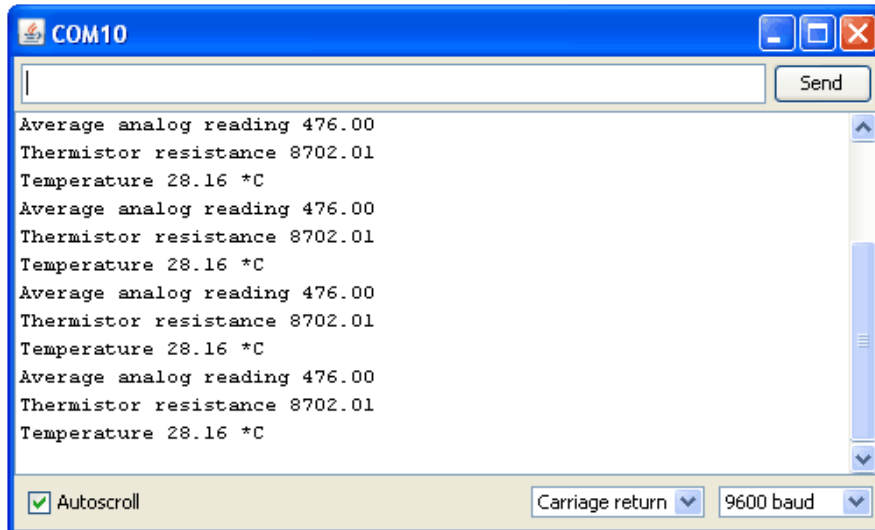 COM10
Send
Average analog reading 476.00
Thermistor resistance 8702.01
Temperature 28.16 *C
Average analog reading 476.00
Thermistor resistance 8702.01
Temperature 28.16 *C
Average analog reading 476.00
Thermistor resistance 8702.01
Temperature 28.16 *C
Average analog reading 476.00
Thermistor resistance 8702.01
Temperature 28.16 *C
Autoscroll Carriage return 9600 baud